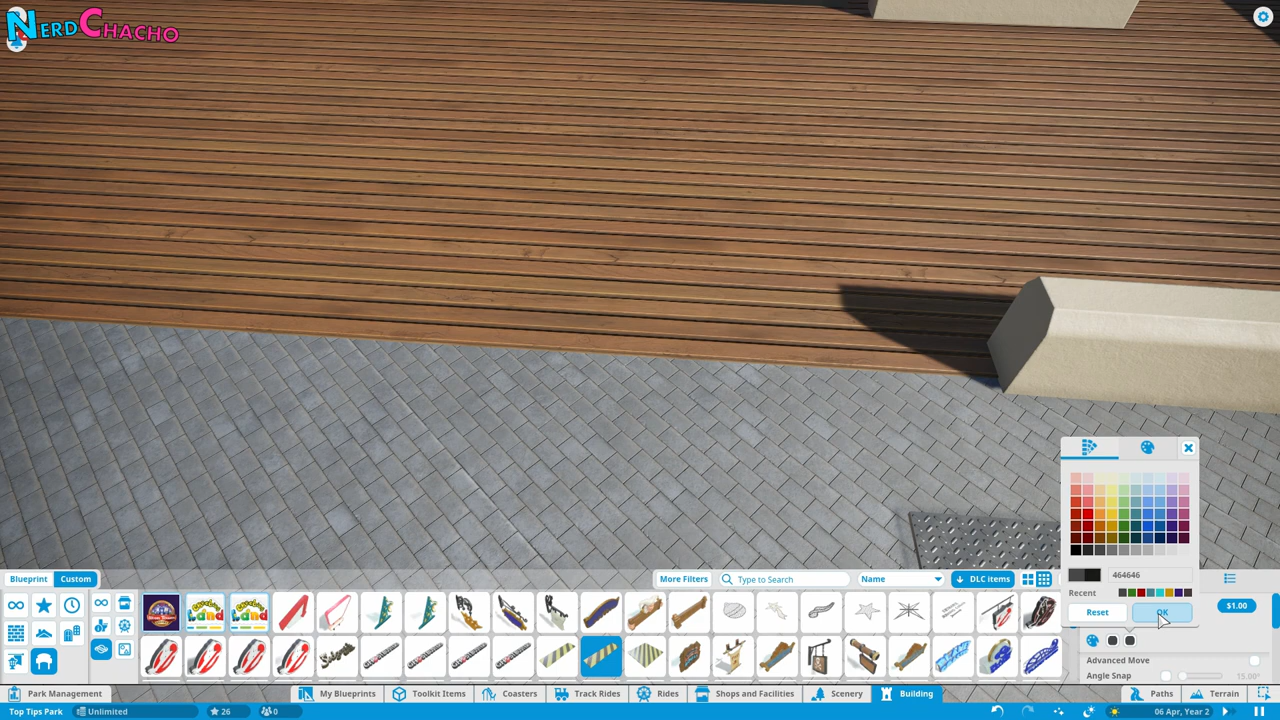 NERDCHACHO
464646
Recent
Reset
OK
Blueprint
Custom
More Filters
Type to Search
Name
DLC items
$1.00
Advanced Move
Angle Snap
15.00°
Park Management
My Blueprints
Toolkit Items
Coasters
Track Rides
Rides
Shops and Facilities
Scenery
Building
Paths
Terrain
Top Tips Park
Unlimited
26
0
06 Apr, Year 2